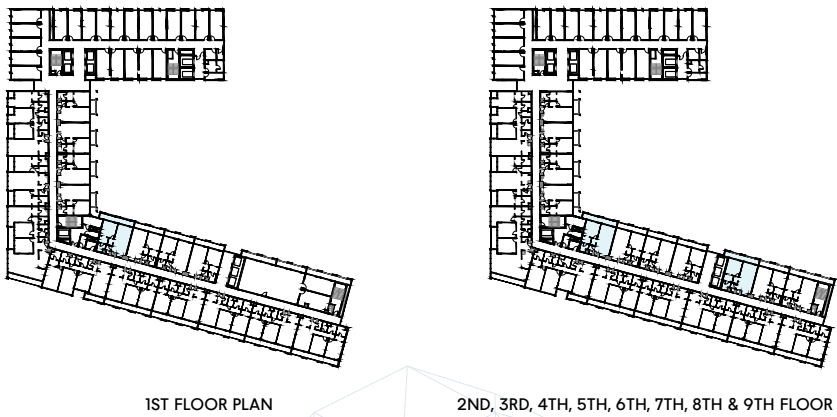 1ST FLOOR PLAN
2ND, 3RD, 4TH, 5TH, 6TH, 7TH, 8TH & 9TH FLOOR